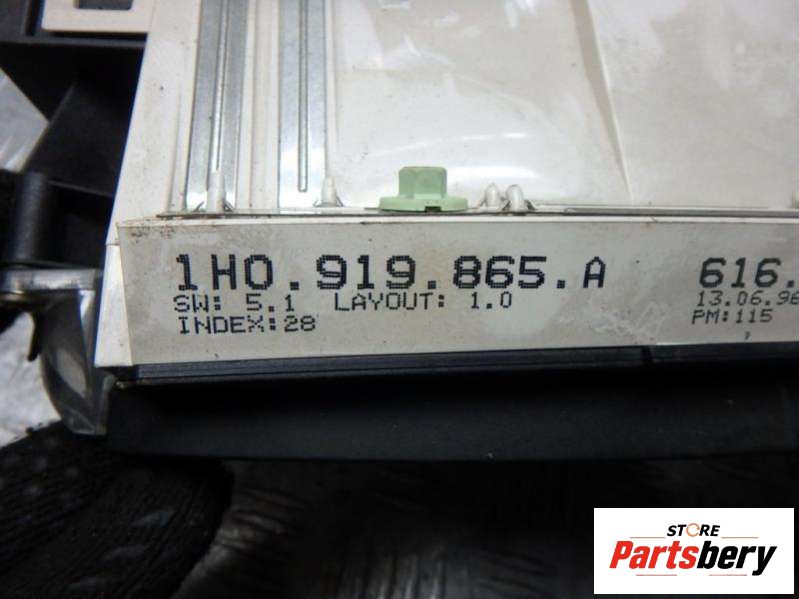 1H0.919.865.A 616.
SW: 5.1 LAYOUT: 1.0 13.06.96
INDEX:28 PM:115
STORE
Partsbery